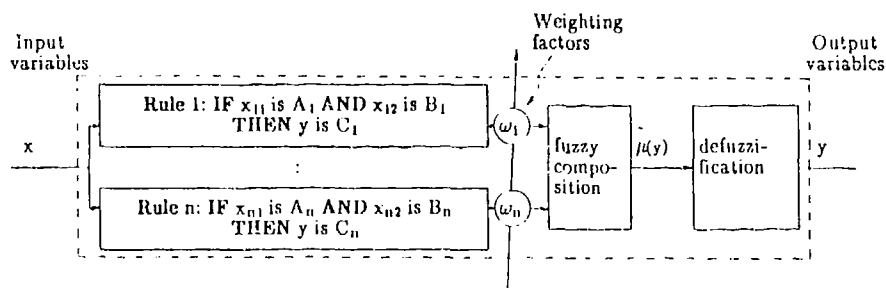 Input
variables
Weighting
factors
Output
variables
Rule 1: IF x₁₁ is A₁ AND x₁₂ is B₁
THEN y is C₁
ω₁
x
:
fuzzy
compo-
sition
μ(y)
defuzzi-
fication
y
Rule n: IF xₙ₁ is Aₙ AND xₙ₂ is Bₙ
THEN y is Cₙ
ωₙ